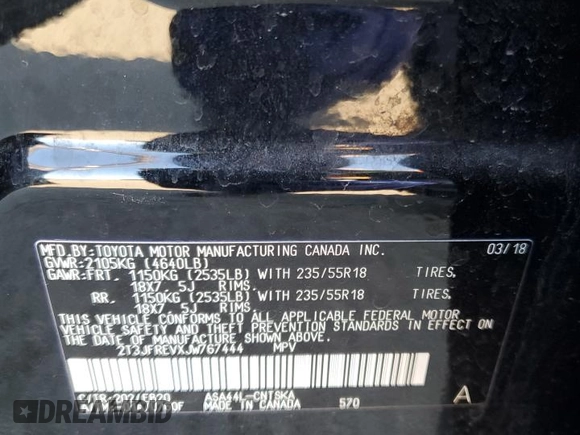 MFD.BY:TOYOTA MOTOR MANUFACTURING CANADA INC. 03/18
GVWR:2105KG (4640LB)
GAWR:FRT. 1150KG (2535LB) WITH 235/55R18 TIRES.
18X7. 5J RIMS.
RR. 1150KG (2535LB) WITH 235/55R18 TIRES.
18X7. 5J RIMS.
THIS VEHICLE CONFORMS TO ALL APPLICABLE FEDERAL MOTOR
VEHICLE SAFETY AND THEFT PREVENTION STANDARDS IN EFFECT ON
THE DATE OF MANUFACTURE SHOWN ABOVE.
2T3JFREVXJW767444 MPV
C/TR:202/FB20 ASA44L-CNTSKA A
MADE IN CANADA 570
DREAMBID